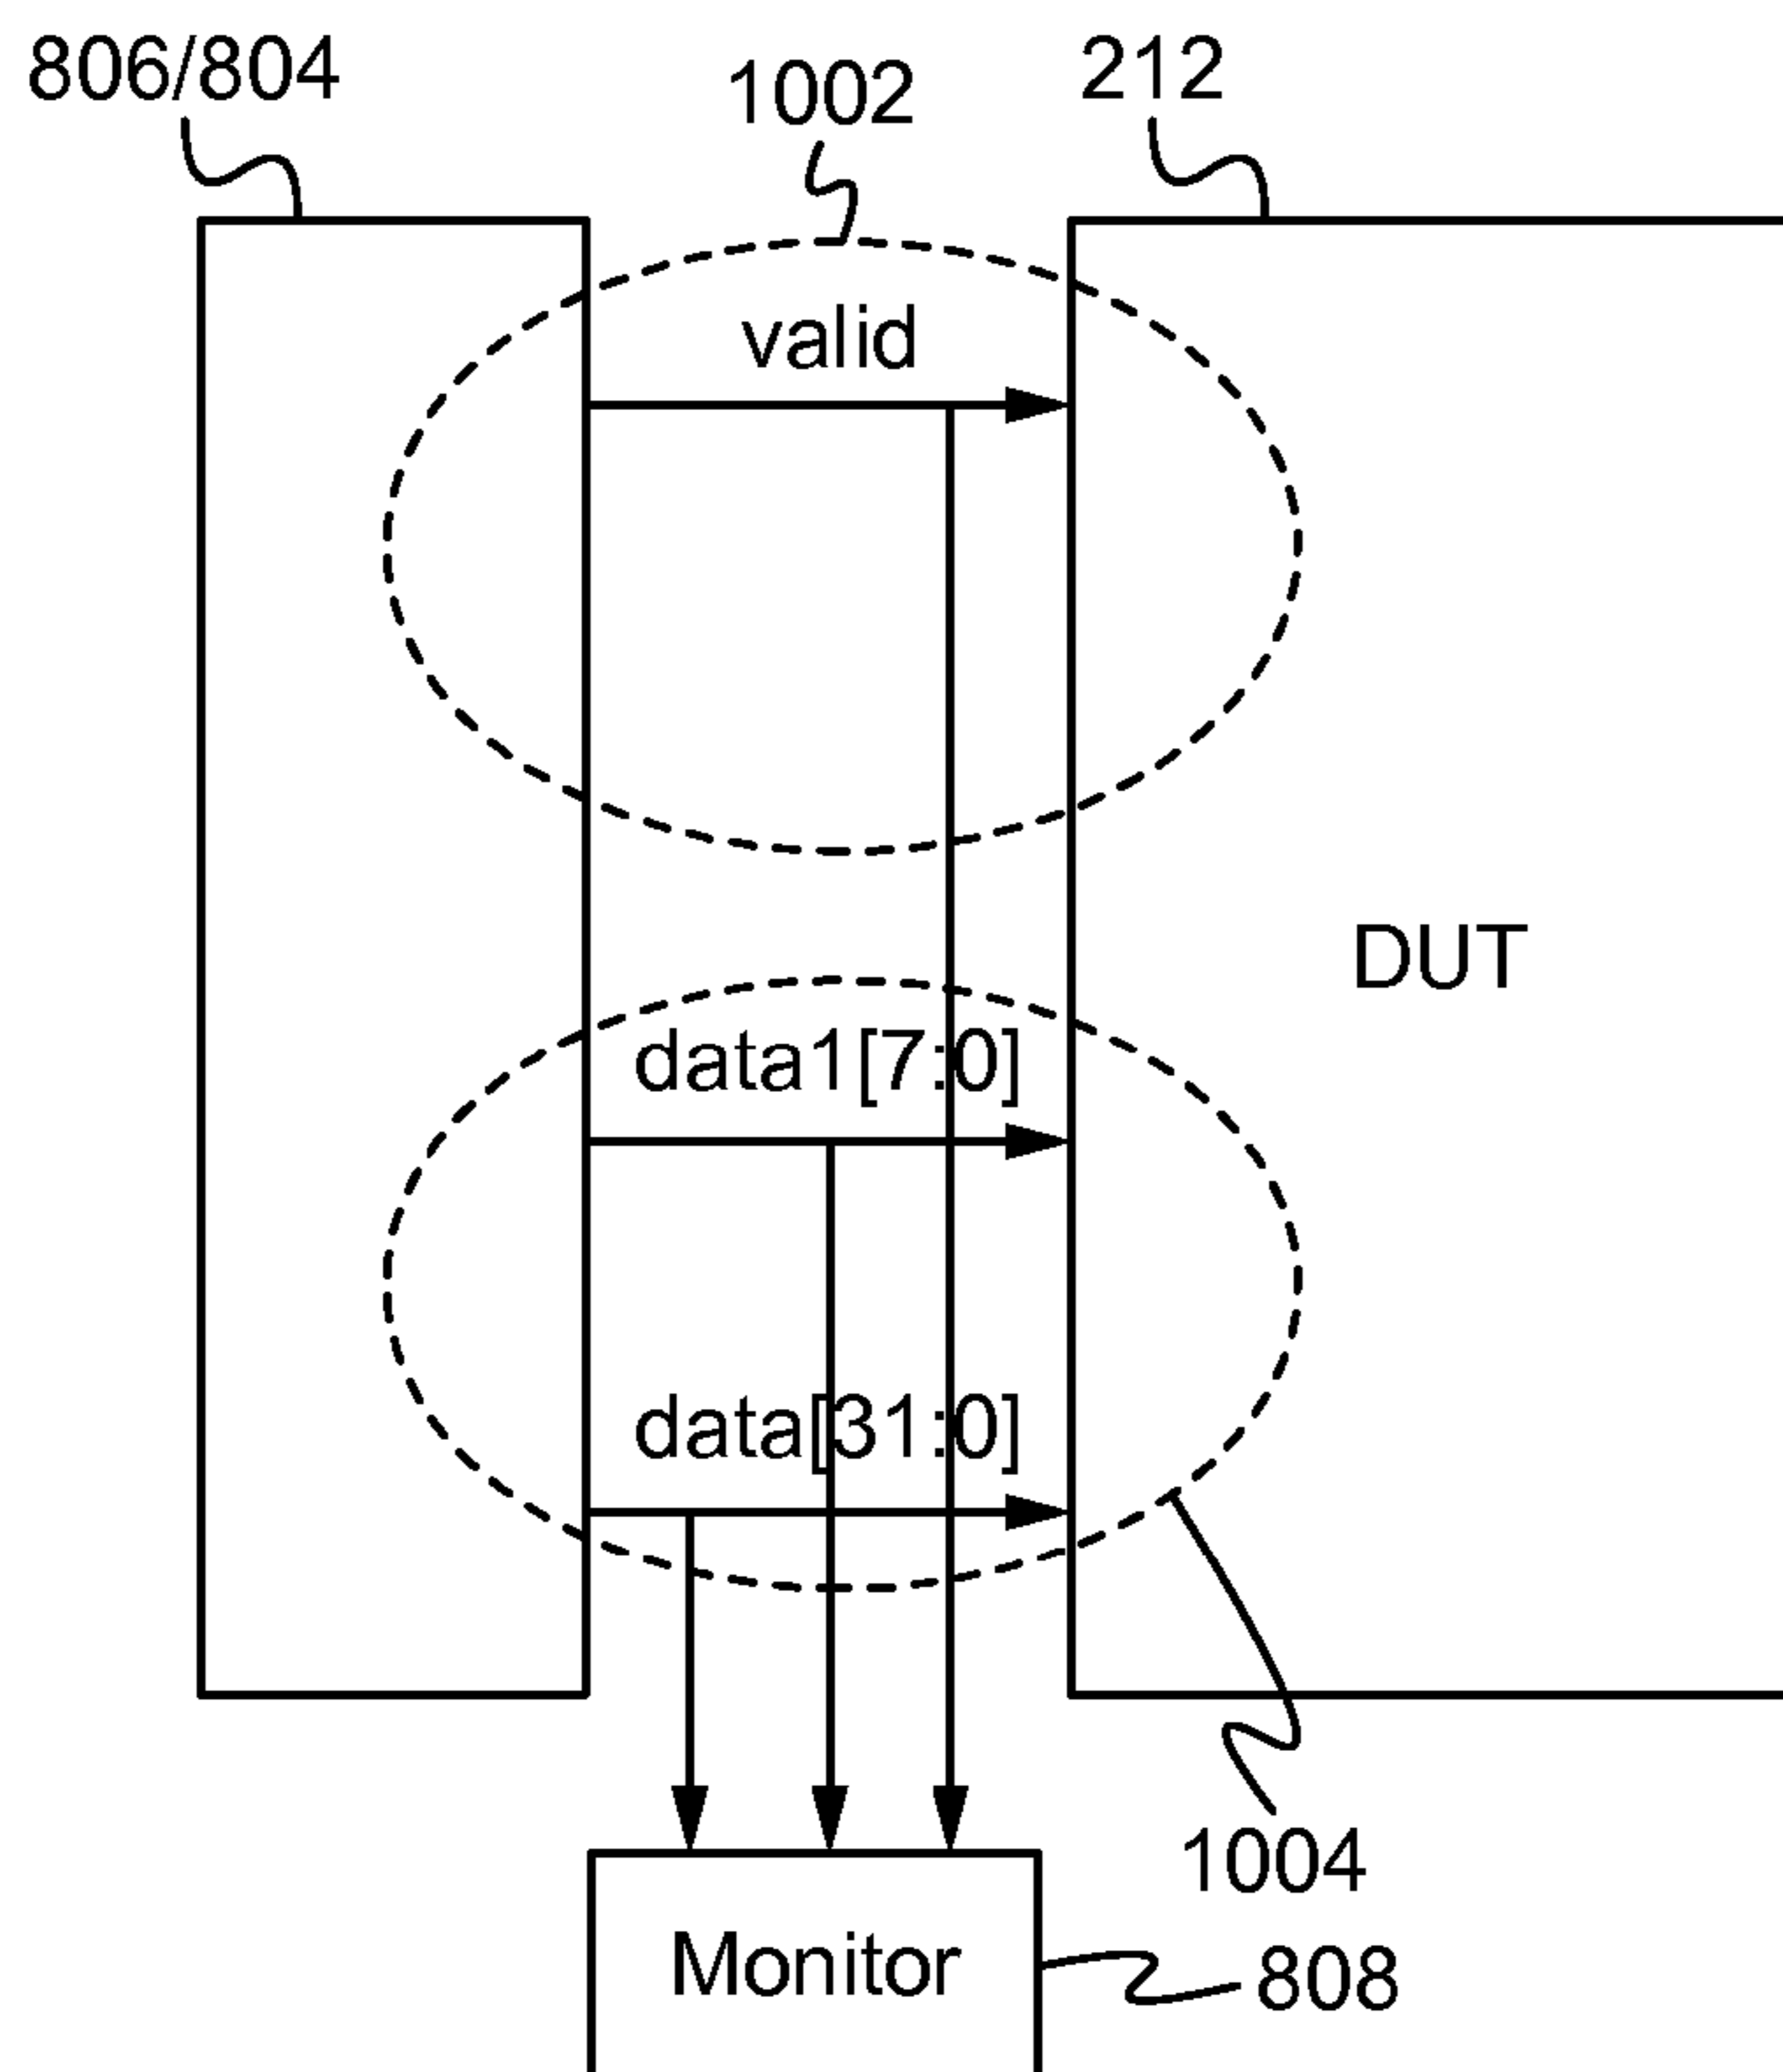 806/804
1002
212
valid
DUT
data1[7:0]
data[31:0]
1004
Monitor
808